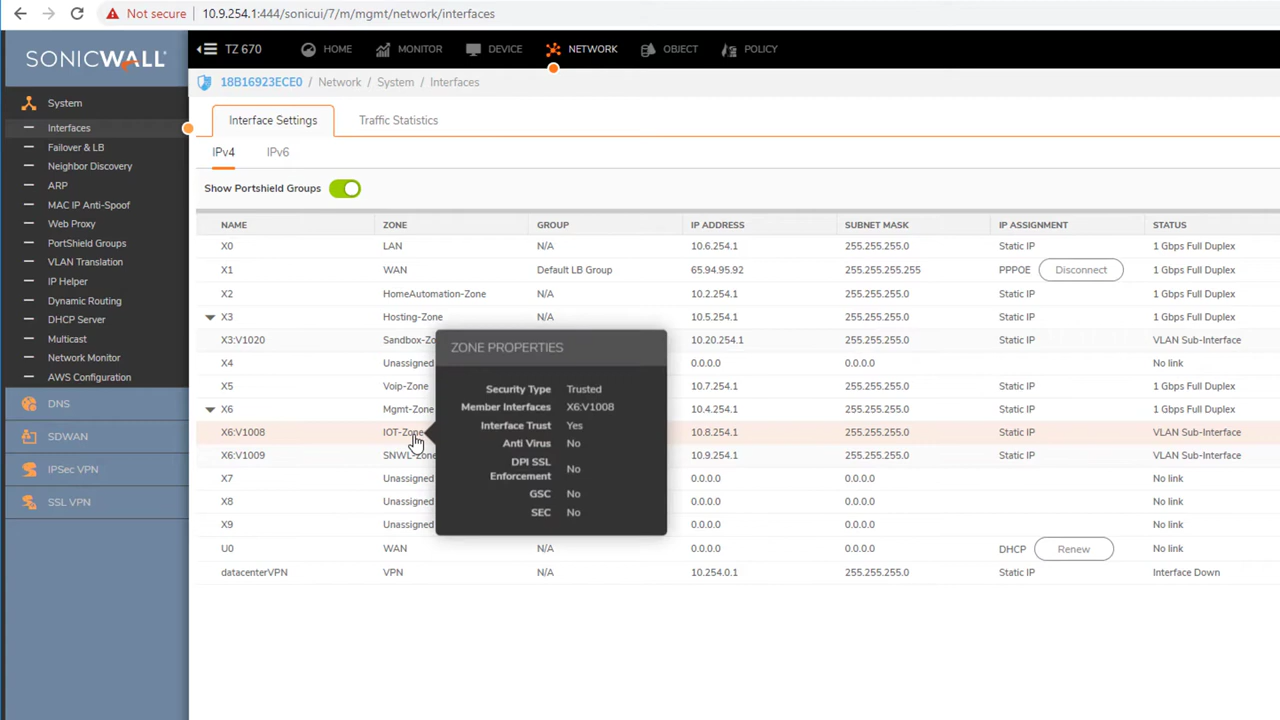 Not secure 10.9.254.1:444/sonicui/7/m/mgmt/network/interfaces
SONICWALL
TZ 670 HOME MONITOR DEVICE NETWORK OBJECT POLICY
18B16923ECE0 / Network / System / Interfaces
System
Interfaces
Failover & LB
Neighbor Discovery
ARP
MAC IP Anti-Spoof
Web Proxy
PortShield Groups
VLAN Translation
IP Helper
Dynamic Routing
DHCP Server
Multicast
Network Monitor
AWS Configuration
DNS
SDWAN
IPSec VPN
SSL VPN
Interface Settings Traffic Statistics
IPv4 IPv6
Show Portshield Groups
NAME ZONE GROUP IP ADDRESS SUBNET MASK IP ASSIGNMENT STATUS
X0 LAN N/A 10.6.254.1 255.255.255.0 Static IP 1 Gbps Full Duplex
X1 WAN Default LB Group 65.94.95.92 255.255.255.255 PPPOE Disconnect 1 Gbps Full Duplex
X2 HomeAutomation-Zone N/A 10.2.254.1 255.255.255.0 Static IP 1 Gbps Full Duplex
X3 Hosting-Zone N/A 10.5.254.1 255.255.255.0 Static IP 1 Gbps Full Duplex
X3:V1020 Sandbox-Zo 10.20.254.1 255.255.255.0 Static IP VLAN Sub-Interface
X4 Unassigned 0.0.0.0 0.0.0.0 No link
X5 Voip-Zone 10.7.254.1 255.255.255.0 Static IP 1 Gbps Full Duplex
X6 Mgmt-Zone 10.4.254.1 255.255.255.0 Static IP 1 Gbps Full Duplex
X6:V1008 IOT-Zone 10.8.254.1 255.255.255.0 Static IP VLAN Sub-Interface
X6:V1009 SNWL-Zone 10.9.254.1 255.255.255.0 Static IP VLAN Sub-Interface
X7 Unassigned 0.0.0.0 0.0.0.0 No link
X8 Unassigned 0.0.0.0 0.0.0.0 No link
X9 Unassigned 0.0.0.0 0.0.0.0 No link
U0 WAN N/A 0.0.0.0 0.0.0.0 DHCP Renew No link
datacenterVPN VPN N/A 10.254.0.1 255.255.255.0 Static IP Interface Down
ZONE PROPERTIES
Security Type Trusted
Member Interfaces X6:V1008
Interface Trust Yes
Anti Virus No
DPI SSL
Enforcement No
GSC No
SEC No